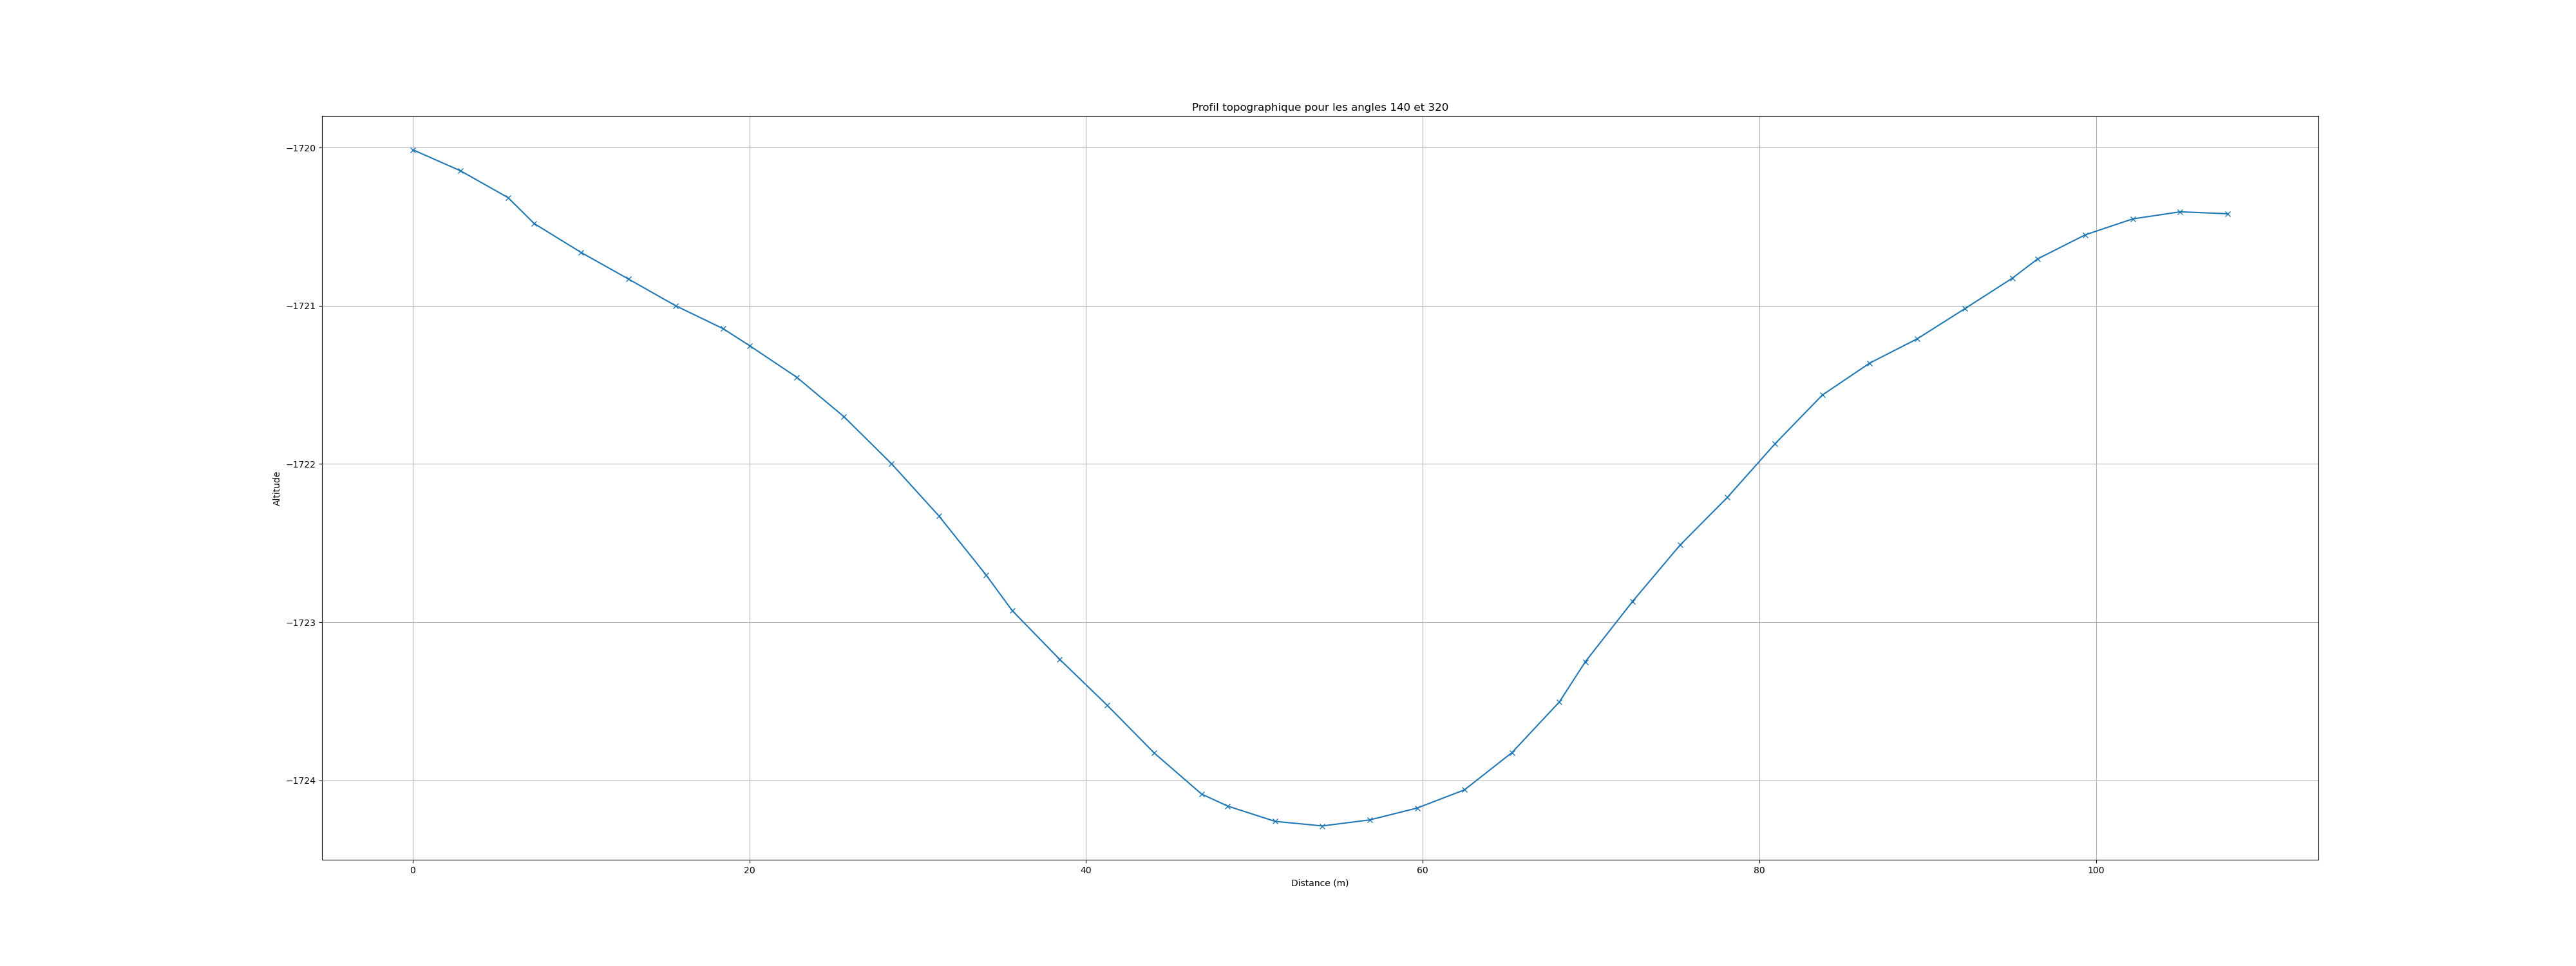 Profil topographique pour les angles 140 et 320
−1720
−1721
−1722
−1723
−1724
Altitude
0 20 40 60 80 100
Distance (m)